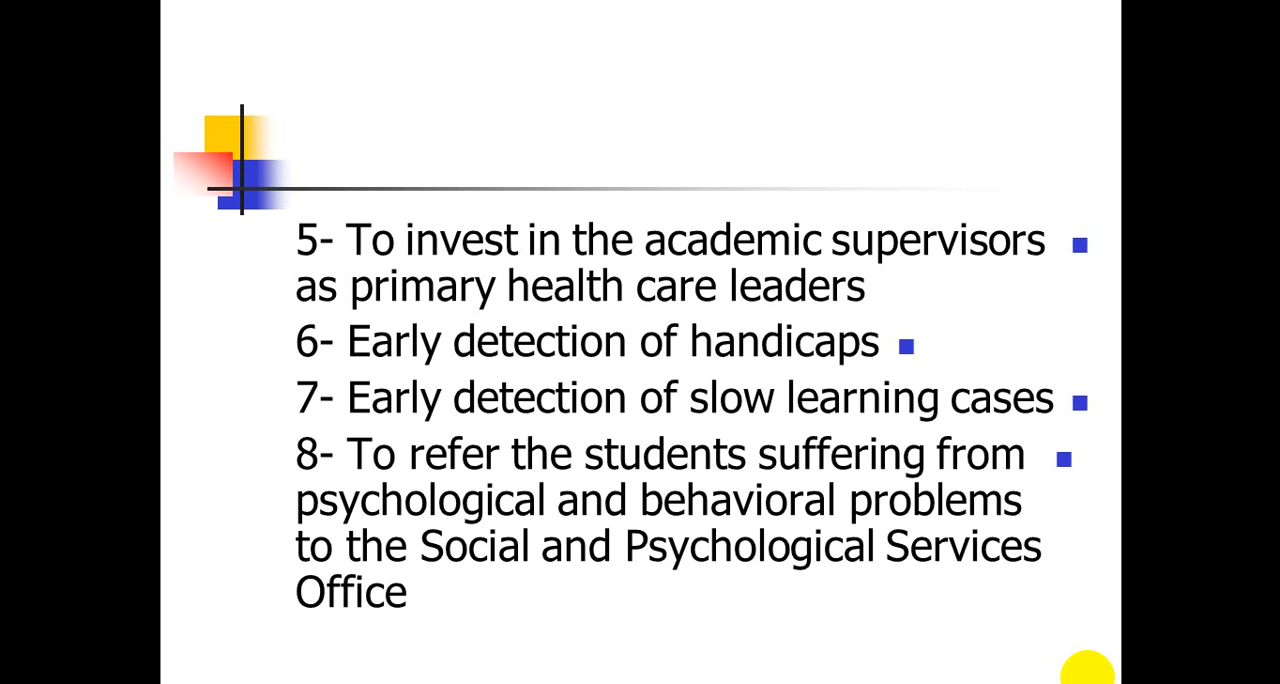 5- To invest in the academic supervisors
as primary health care leaders
6- Early detection of handicaps
7- Early detection of slow learning cases
8- To refer the students suffering from
psychological and behavioral problems
to the Social and Psychological Services
Office